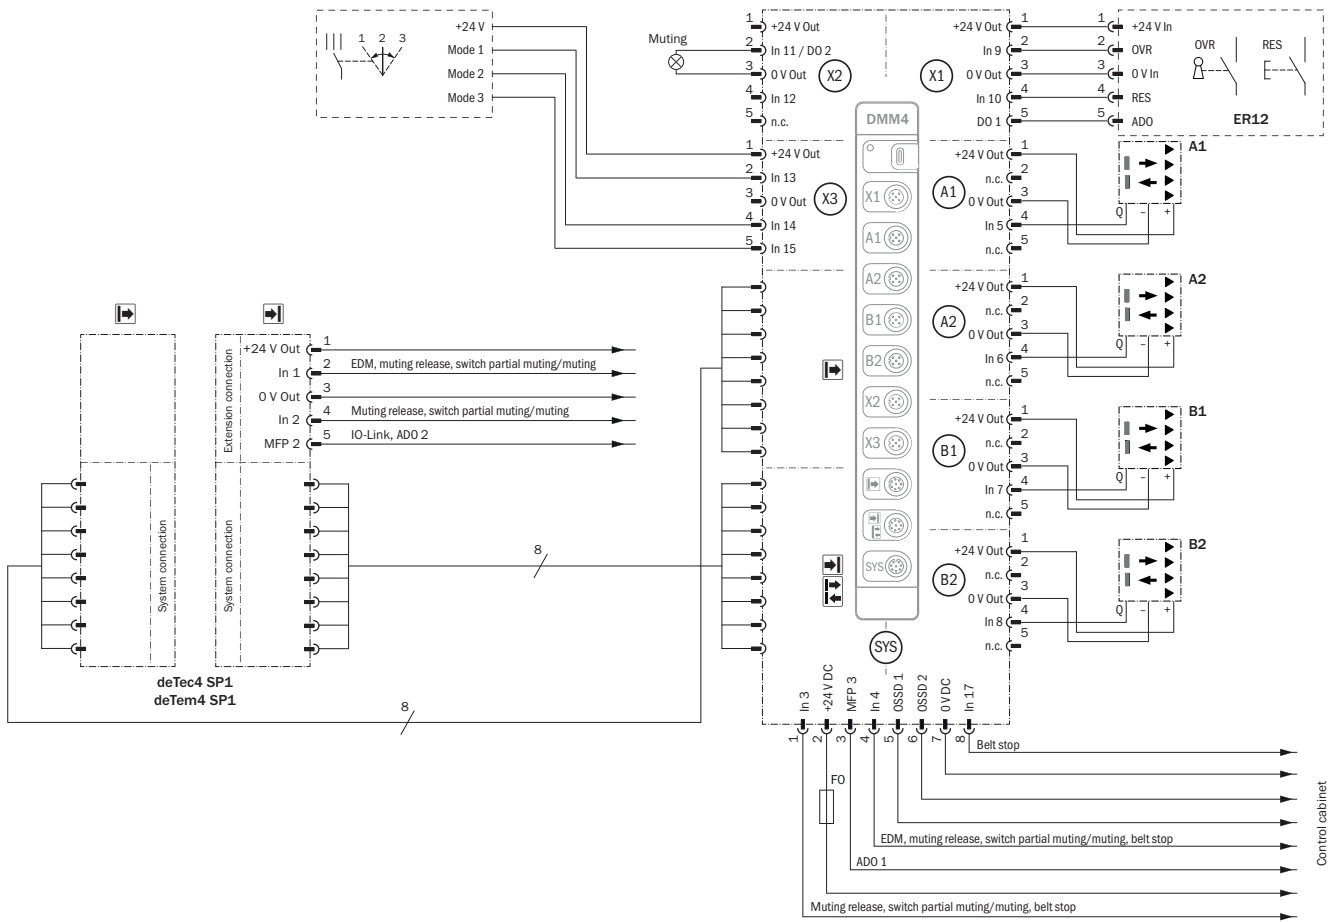 +24 V
Mode 1
Mode 2
Mode 3
1 2 3
Muting
1 +24 V Out
2 In 11 / DO 2
3 0 V Out
4 In 12
5 n.c.
X2
X1
+24 V Out 1
In 9 2
0 V Out 3
In 10 4
DO 1 5
1 +24 V In
2 OVR
3 0 V In
4 RES
5 ADO
OVR RES
ER12
1 +24 V Out
2 In 13
3 0 V Out
4 In 14
5 In 15
X3
DMM4
X1
A1
A2
B1
B2
X2
X3
SYS
A1
+24 V Out 1
n.c. 2
0 V Out 3
In 5 4
n.c. 5
A1
Q – +
A2
+24 V Out 1
n.c. 2
0 V Out 3
In 6 4
n.c. 5
A2
Q – +
B1
+24 V Out 1
n.c. 2
0 V Out 3
In 7 4
n.c. 5
B1
Q – +
B2
+24 V Out 1
n.c. 2
0 V Out 3
In 8 4
n.c. 5
B2
Q – +
Extension connection
+24 V Out 1
In 1 2 EDM, muting release, switch partial muting/muting
0 V Out 3
In 2 4 Muting release, switch partial muting/muting
MFP 2 5 IO-Link, ADO 2
System connection
System connection
8
8
deTec4 SP1
deTem4 SP1
SYS
In 3
+24 V DC
MFP 3
In 4
OSSD 1
OSSD 2
0 V DC
In 17
1 2 3 4 5 6 7 8
Belt stop
F0
EDM, muting release, switch partial muting/muting, belt stop
ADO 1
Muting release, switch partial muting/muting, belt stop
Control cabinet